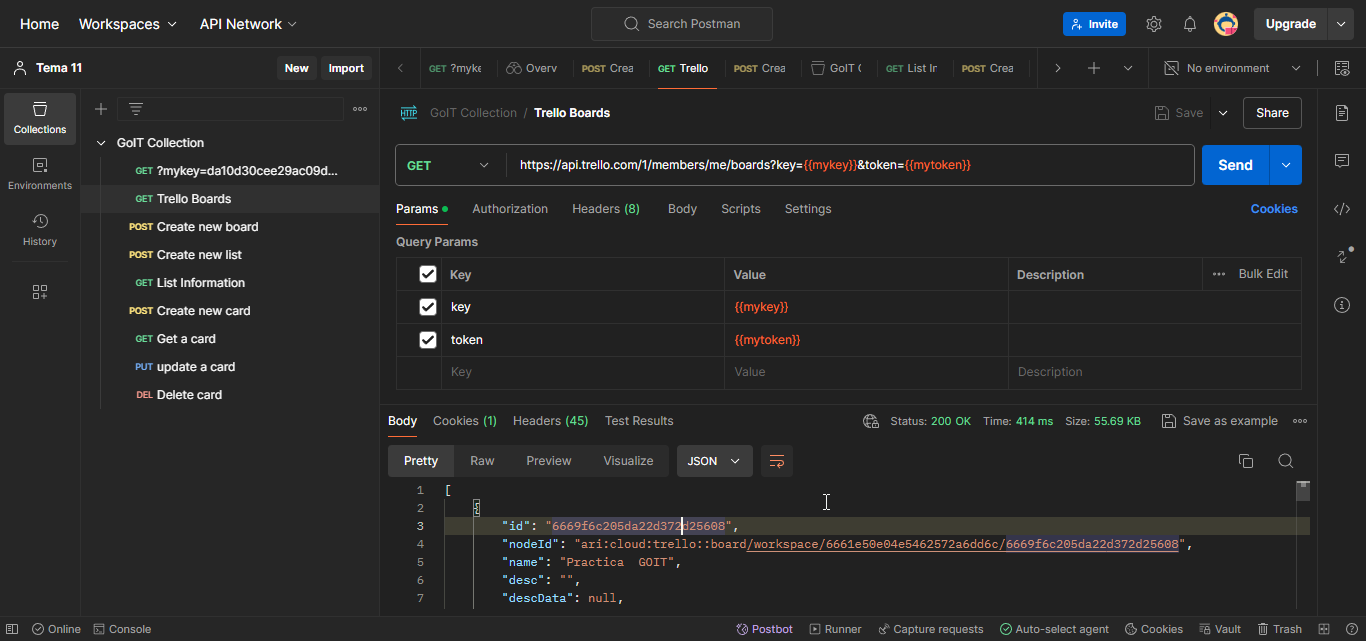 Home Workspaces API Network Search Postman Invite Upgrade
Tema 11 New Import
GET ?myke Overv POST Crea GET Trello POST Crea GoIT C GET List Ir POST Crea No environment
Collections
Environments
History
GoIT Collection
GET ?mykey=da10d30cee29ac09d...
GET Trello Boards
POST Create new board
POST Create new list
GET List Information
POST Create new card
GET Get a card
PUT update a card
DEL Delete card
HTTP GoIT Collection / Trello Boards Save Share
GET https://api.trello.com/1/members/me/boards?key={{mykey}}&token={{mytoken}} Send
Params Authorization Headers (8) Body Scripts Settings Cookies
Query Params
Key Value Description Bulk Edit
key {{mykey}}
token {{mytoken}}
Key Value Description
Body Cookies (1) Headers (45) Test Results Status: 200 OK Time: 414 ms Size: 55.69 KB Save as example
Pretty Raw Preview Visualize JSON
1 [
2 {
3 "id": "6669f6c205da22d372d25608",
4 "nodeId": "ari:cloud:trello::board/workspace/6661e50e04e5462572a6dd6c/6669f6c205da22d372d25608",
5 "name": "Practica  GOIT",
6 "desc": "",
7 "descData": null,
Online Console Postbot Runner Capture requests Auto-select agent Cookies Vault Trash